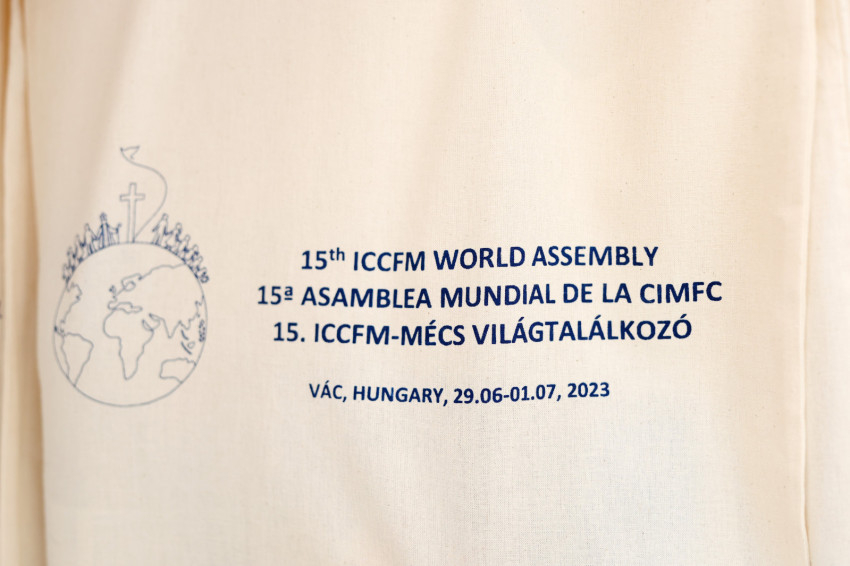 15th ICCFM WORLD ASSEMBLY
15ª ASAMBLEA MUNDIAL DE LA CIMFC
15. ICCFM-MÉCS VILÁGTALÁLKOZÓ
VÁC, HUNGARY, 29.06-01.07, 2023